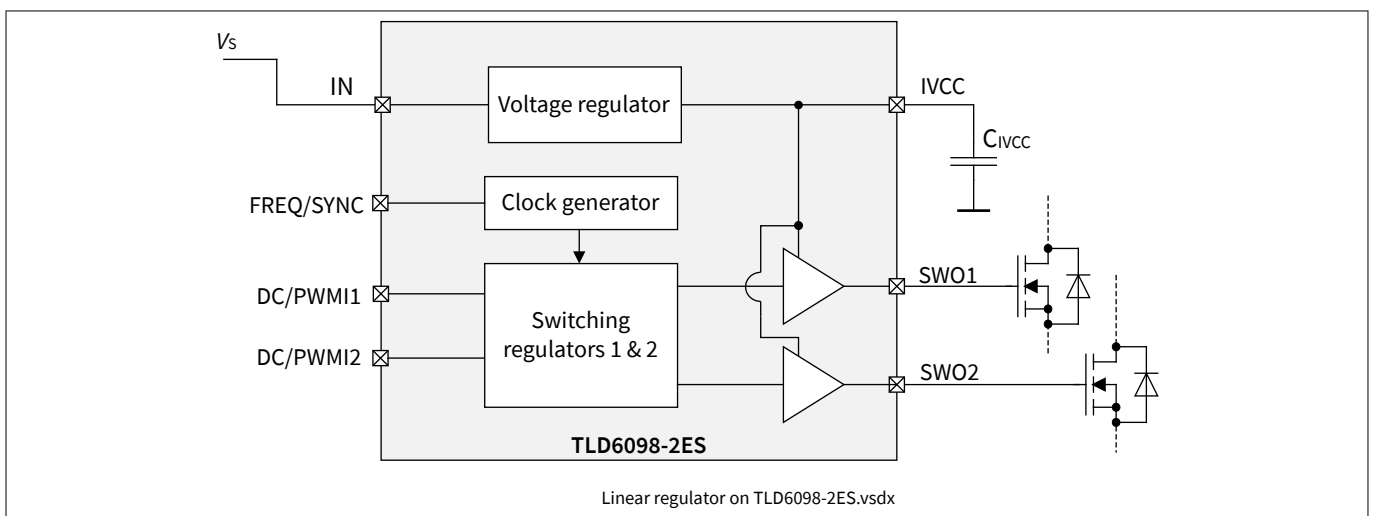 Vs
IN
Voltage regulator
IVCC
CIVCC
FREQ/SYNC
Clock generator
DC/PWMI1
DC/PWMI2
Switching
regulators 1 & 2
SWO1
SWO2
TLD6098-2ES
Linear regulator on TLD6098-2ES.vsdx